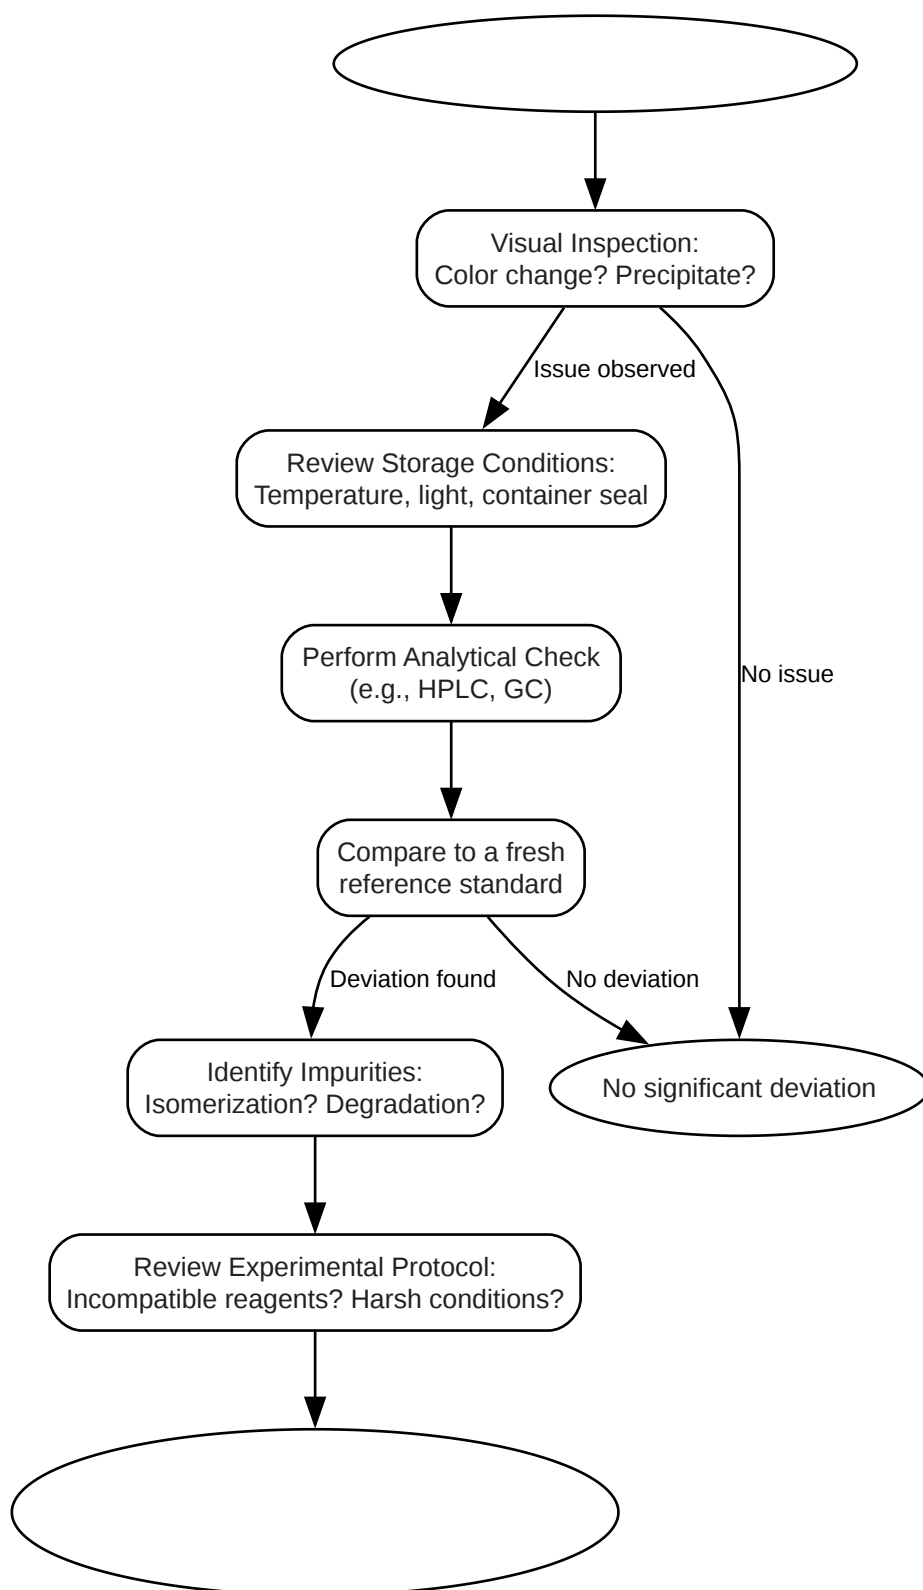 Visual Inspection:
Color change? Precipitate?
Issue observed
Review Storage Conditions:
Temperature, light, container seal
Perform Analytical Check
(e.g., HPLC, GC)
No issue
Compare to a fresh
reference standard
Deviation found
No deviation
Identify Impurities:
Isomerization? Degradation?
No significant deviation
Review Experimental Protocol:
Incompatible reagents? Harsh conditions?